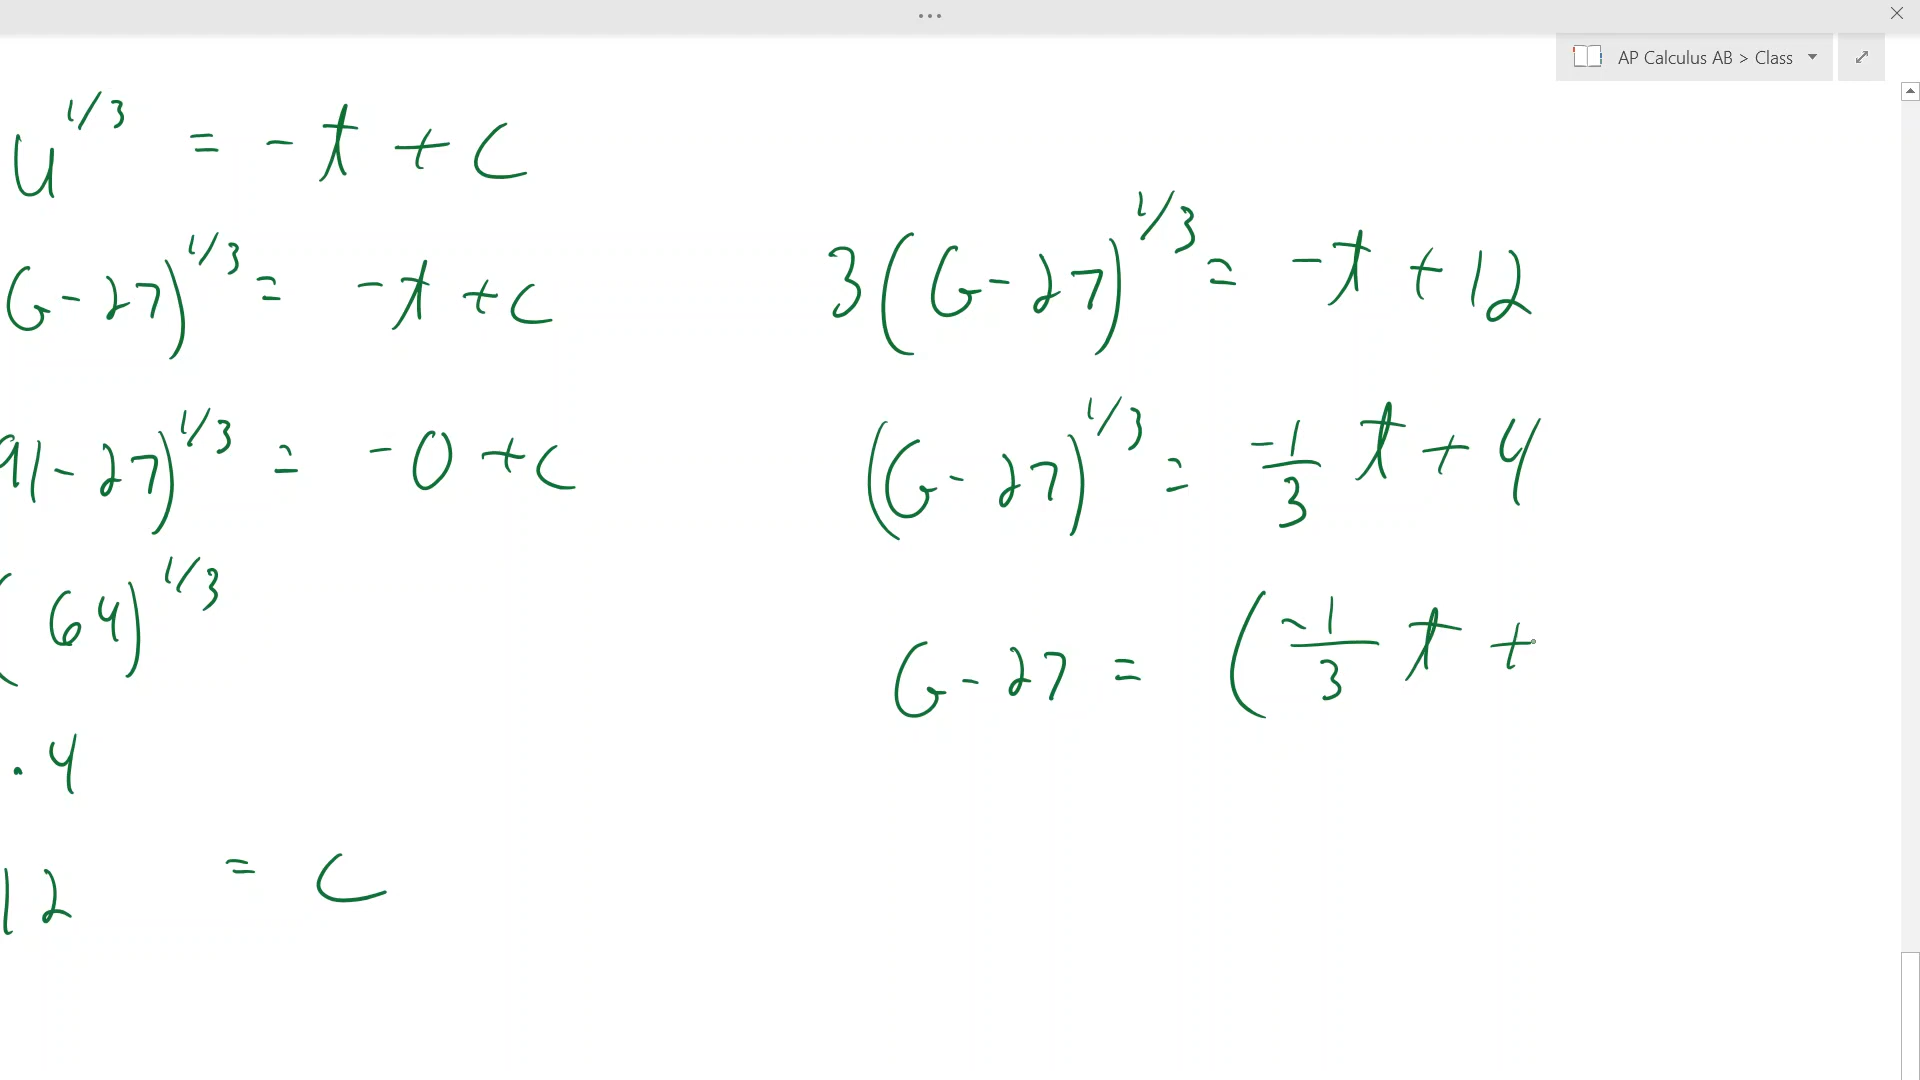 AP Calculus AB > Class
u^1/3 = -t + C
G - 27)^1/3 = -t + C
91 - 27)^1/3 = -0 + C
(64)^1/3
· 4
12 = C
3(G - 27)^1/3 = -t + 12
(G - 27)^1/3 = -1/3 t + 4
G - 27 = (-1/3 t +